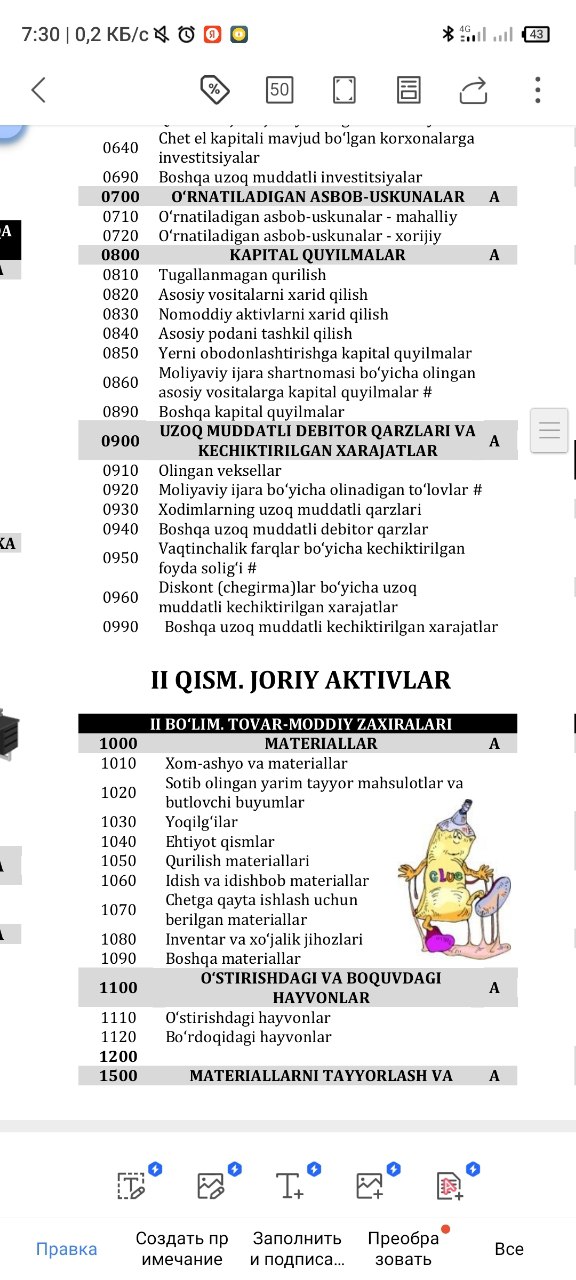 7:30 | 0,2 КБ/с
Я
4G
43
%
50
0640 Chet el kapitali mavjud bo‘lgan korxonalarga
investitsiyalar
0690 Boshqa uzoq muddatli investitsiyalar
0700 O‘RNATILADIGAN ASBOB-USKUNALAR A
0710 O‘rnatiladigan asbob-uskunalar - mahalliy
0720 O‘rnatiladigan asbob-uskunalar - xorijiy
0800 KAPITAL QUYILMALAR A
0810 Tugallanmagan qurilish
0820 Asosiy vositalarni xarid qilish
0830 Nomoddiy aktivlarni xarid qilish
0840 Asosiy podani tashkil qilish
0850 Yerni obodonlashtirishga kapital quyilmalar
0860 Moliyaviy ijara shartnomasi bo‘yicha olingan
asosiy vositalarga kapital quyilmalar #
0890 Boshqa kapital quyilmalar
0900 UZOQ MUDDATLI DEBITOR QARZLARI VA A
KECHIKTIRILGAN XARAJATLAR
0910 Olingan veksellar
0920 Moliyaviy ijara bo‘yicha olinadigan to‘lovlar #
0930 Xodimlarning uzoq muddatli qarzlari
0940 Boshqa uzoq muddatli debitor qarzlar
0950 Vaqtinchalik farqlar bo‘yicha kechiktirilgan
foyda solig‘i #
0960 Diskont (chegirma)lar bo‘yicha uzoq
muddatli kechiktirilgan xarajatlar
0990 Boshqa uzoq muddatli kechiktirilgan xarajatlar
II QISM. JORIY AKTIVLAR
II BO‘LIM. TOVAR-MODDIY ZAXIRALARI
1000 MATERIALLAR A
1010 Xom-ashyo va materiallar
1020 Sotib olingan yarim tayyor mahsulotlar va
butlovchi buyumlar
1030 Yoqilg‘ilar
1040 Ehtiyot qismlar
1050 Qurilish materiallari
1060 Idish va idishbob materiallar
1070 Chetga qayta ishlash uchun
berilgan materiallar
1080 Inventar va xo‘jalik jihozlari
1090 Boshqa materiallar
GLUE
1100 O‘STIRISHDAGI VA BOQUVDAGI A
HAYVONLAR
1110 O‘stirishdagi hayvonlar
1120 Bo‘rdoqidagi hayvonlar
1200
1500 MATERIALLARNI TAYYORLASH VA A
Правка
Создать пр
имечание
Заполнить
и подписа...
Преобра
зовать
Все